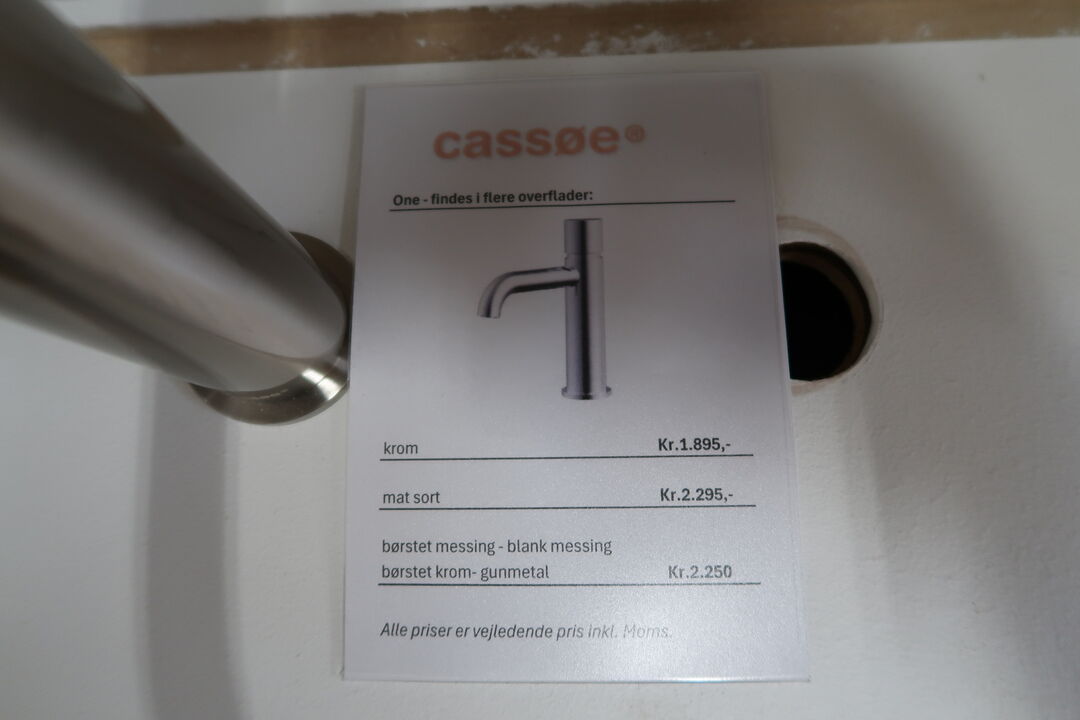 cassøe®
One - findes i flere overflader:
krom Kr.1.895,-
mat sort Kr.2.295,-
børstet messing - blank messing
børstet krom- gunmetal Kr.2.250
Alle priser er vejledende pris inkl. Moms.